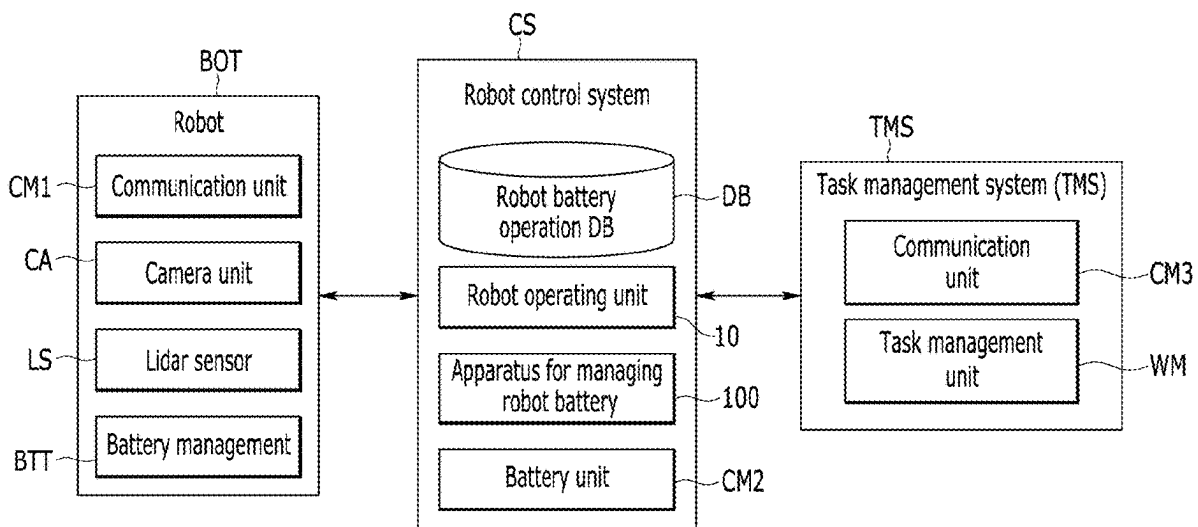 BOT
Robot
CM1
Communication unit
CA
Camera unit
LS
Lidar sensor
BTT
Battery management
CS
Robot control system
Robot battery
operation DB
DB
Robot operating unit
10
Apparatus for managing
robot battery
100
Battery unit
CM2
TMS
Task management system (TMS)
Communication
unit
CM3
Task management
unit
WM